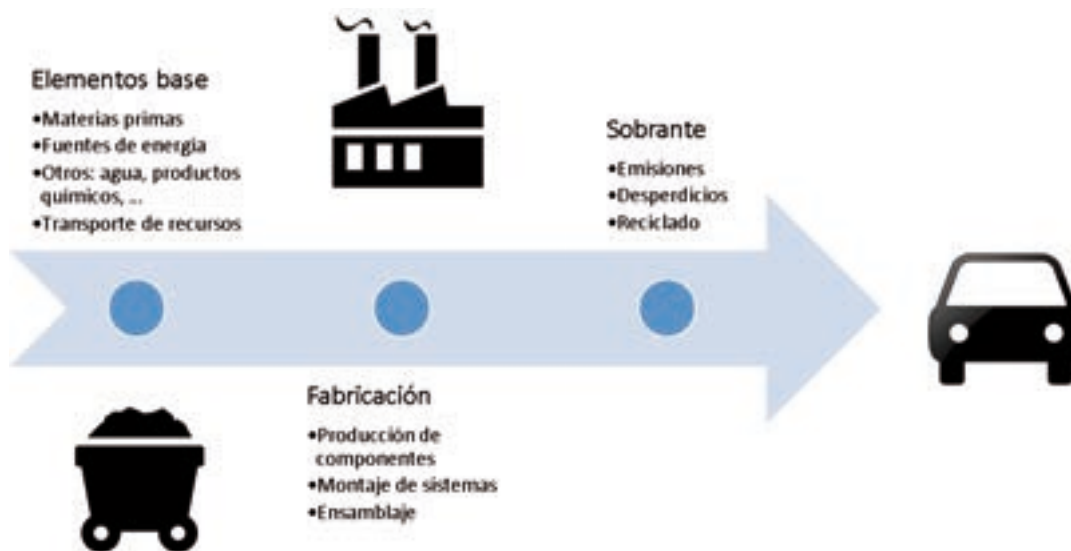 Elementos base
•Materias primas
•Fuentes de energía
•Otros: agua, productos
químicos, ...
•Transporte de recursos
Fabricación
•Producción de
componentes
•Montaje de sistemas
•Ensamblaje
Sobrante
•Emisiones
•Desperdicios
•Reciclado